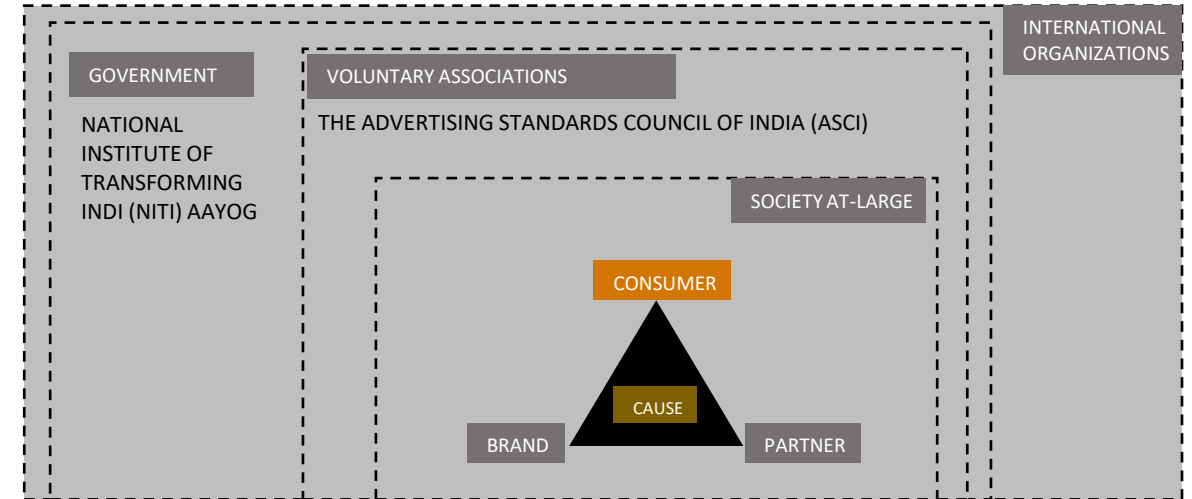 INTERNATIONAL
ORGANIZATIONS
GOVERNMENT
VOLUNTARY ASSOCIATIONS
NATIONAL
INSTITUTE OF
TRANSFORMING
INDI (NITI) AAYOG
THE ADVERTISING STANDARDS COUNCIL OF INDIA (ASCI)
SOCIETY AT-LARGE
CONSUMER
CAUSE
BRAND
PARTNER